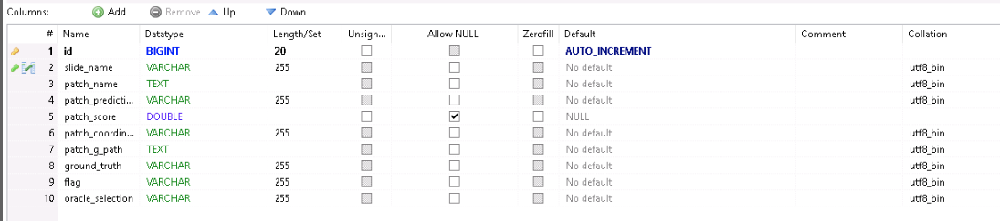 Columns: Add Remove Up Down
# Name Datatype Length/Set Unsign... Allow NULL Zerofill Default Comment Collation
1 id BIGINT 20 AUTO_INCREMENT
2 slide_name VARCHAR 255 No default utf8_bin
3 patch_name TEXT No default utf8_bin
4 patch_predicti... VARCHAR 255 No default utf8_bin
5 patch_score DOUBLE NULL
6 patch_coordin... VARCHAR 255 No default utf8_bin
7 patch_g_path TEXT No default utf8_bin
8 ground_truth VARCHAR 255 No default utf8_bin
9 flag VARCHAR 255 No default utf8_bin
10 oracle_selection VARCHAR 255 No default utf8_bin